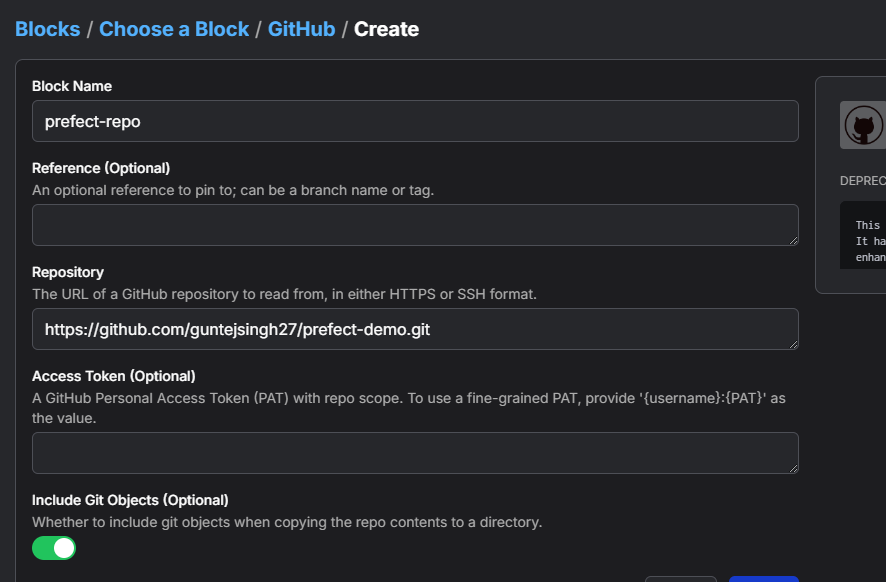 Blocks / Choose a Block / GitHub / Create
Block Name
prefect-repo
Reference (Optional)
An optional reference to pin to; can be a branch name or tag.
Repository
The URL of a GitHub repository to read from, in either HTTPS or SSH format.
https://github.com/guntejsingh27/prefect-demo.git
Access Token (Optional)
A GitHub Personal Access Token (PAT) with repo scope. To use a fine-grained PAT, provide '{username}:{PAT}' as
the value.
Include Git Objects (Optional)
Whether to include git objects when copying the repo contents to a directory.
DEPREC
This
It ha
enhan